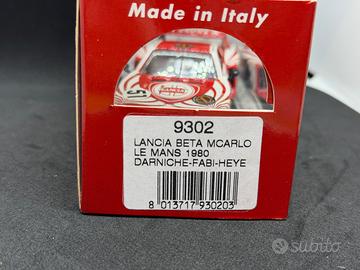 Made in Italy
9302
LANCIA BETA MCARLO
LE MANS 1980
DARNICHE-FABI-HEYE
8 013717 930203
subito